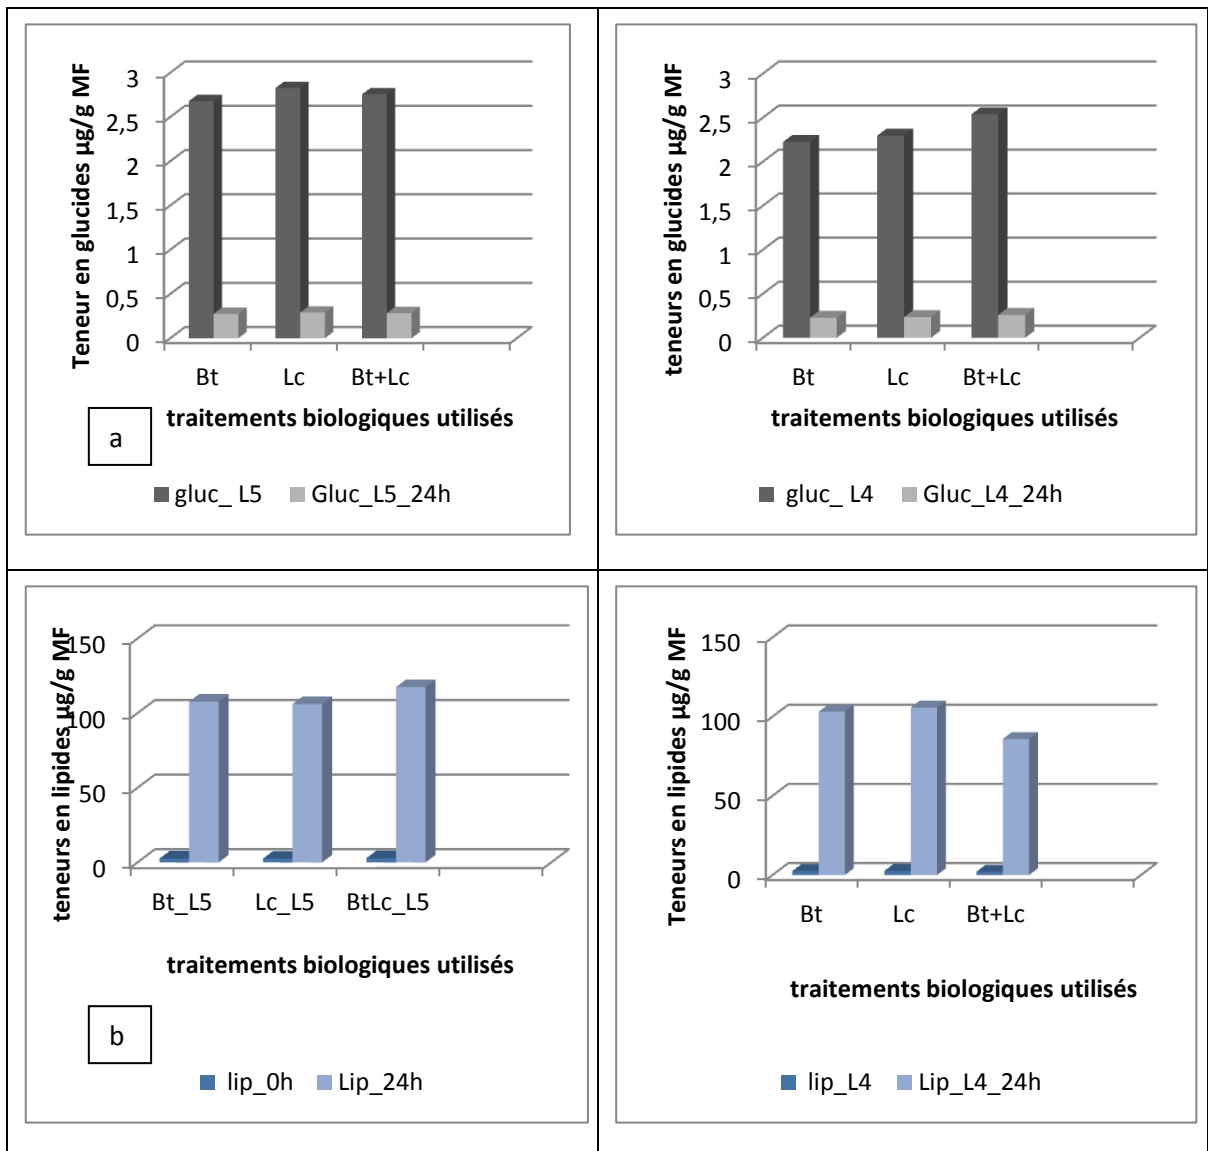 Teneur en glucides µg/g MF
3
2,5
2
1,5
1
0,5
0
Bt Lc Bt+Lc
traitements biologiques utilisés
a
gluc_ L5 Gluc_L5_24h
teneurs en glucides µg/g MF
3
2,5
2
1,5
1
0,5
0
Bt Lc Bt+Lc
traitements biologiques utilisés
gluc_ L4 Gluc_L4_24h
teneurs en lipides µg/g MF
150
100
50
0
Bt_L5 Lc_L5 BtLc_L5
traitements biologiques utilisés
b
lip_0h Lip_24h
Teneurs en lipides µg/g MF
150
100
50
0
Bt Lc Bt+Lc
traitements biologiques utilisés
lip_L4 Lip_L4_24h